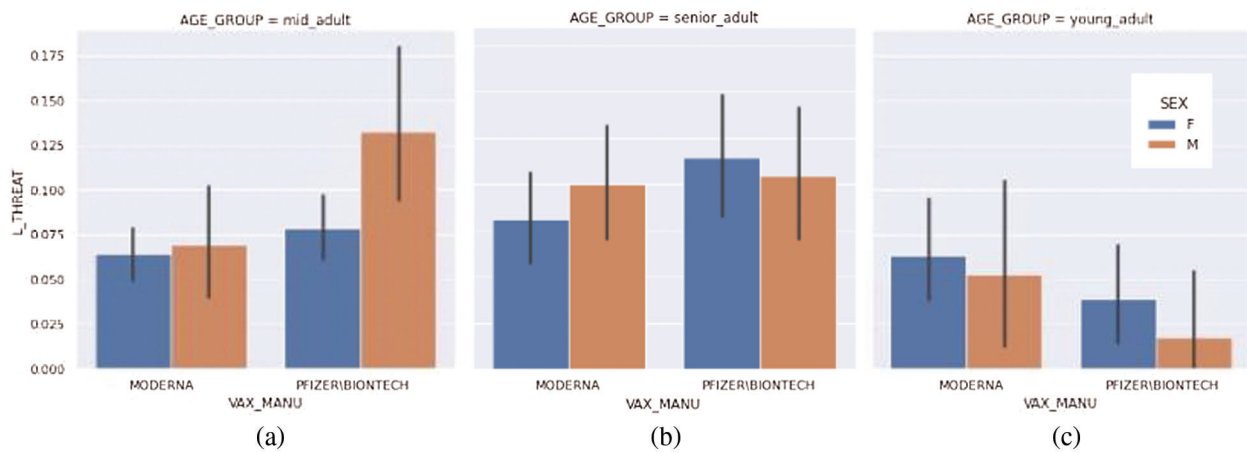 AGE_GROUP = mid_adult
AGE_GROUP = senior_adult
AGE_GROUP = young_adult
L_THREAT
0.175
0.150
0.125
0.100
0.075
0.050
0.025
0.000
SEX
F
M
MODERNA
PFIZER\BIONTECH
MODERNA
PFIZER\BIONTECH
MODERNA
PFIZER\BIONTECH
VAX_MANU
VAX_MANU
VAX_MANU
(a)
(b)
(c)